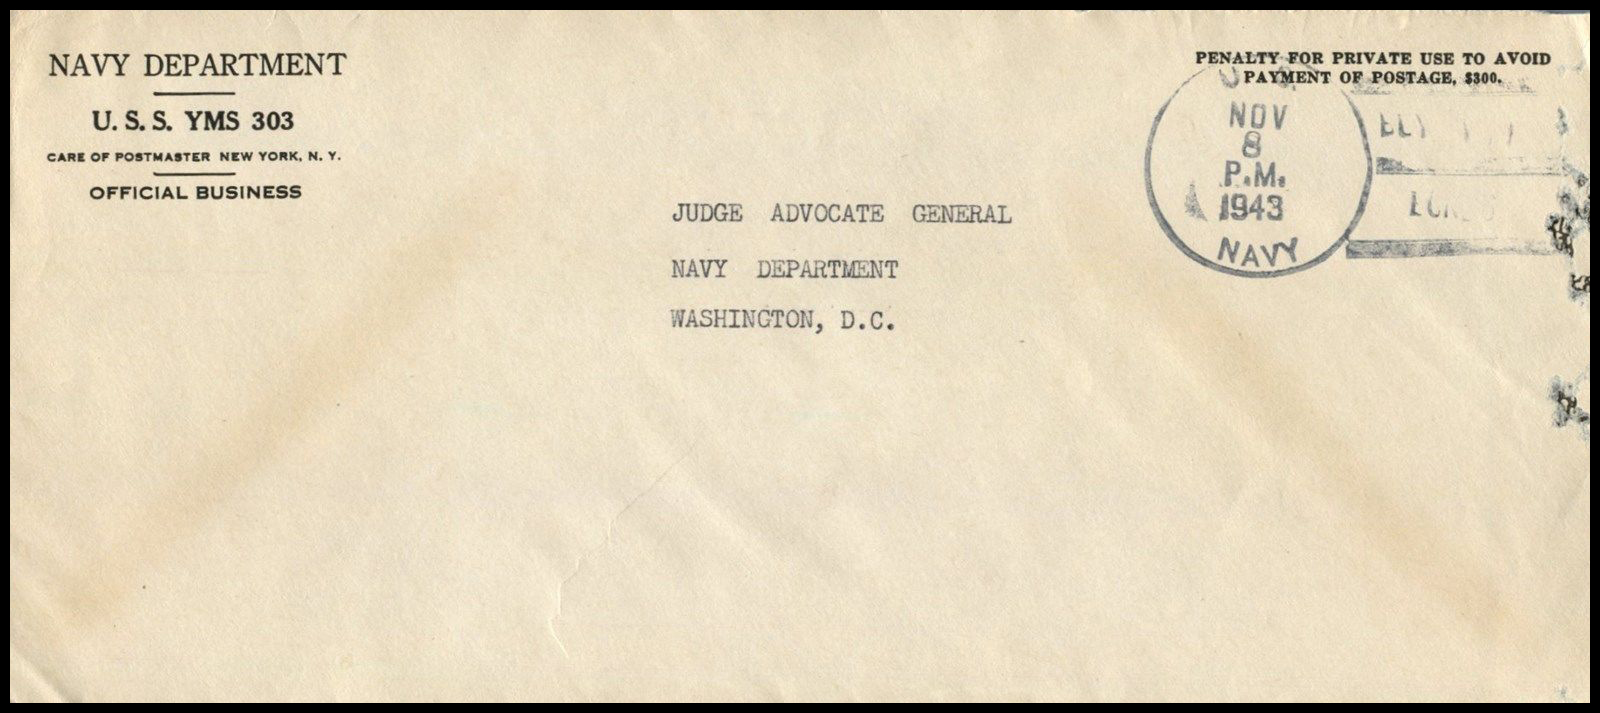 NAVY DEPARTMENT
U. S. S. YMS 303
CARE OF POSTMASTER NEW YORK, N. Y.
OFFICIAL BUSINESS
PENALTY FOR PRIVATE USE TO AVOID
PAYMENT OF POSTAGE, $300.
NOV
8
P.M.
1943
NAVY
JUDGE ADVOCATE GENERAL
NAVY DEPARTMENT
WASHINGTON, D.C.